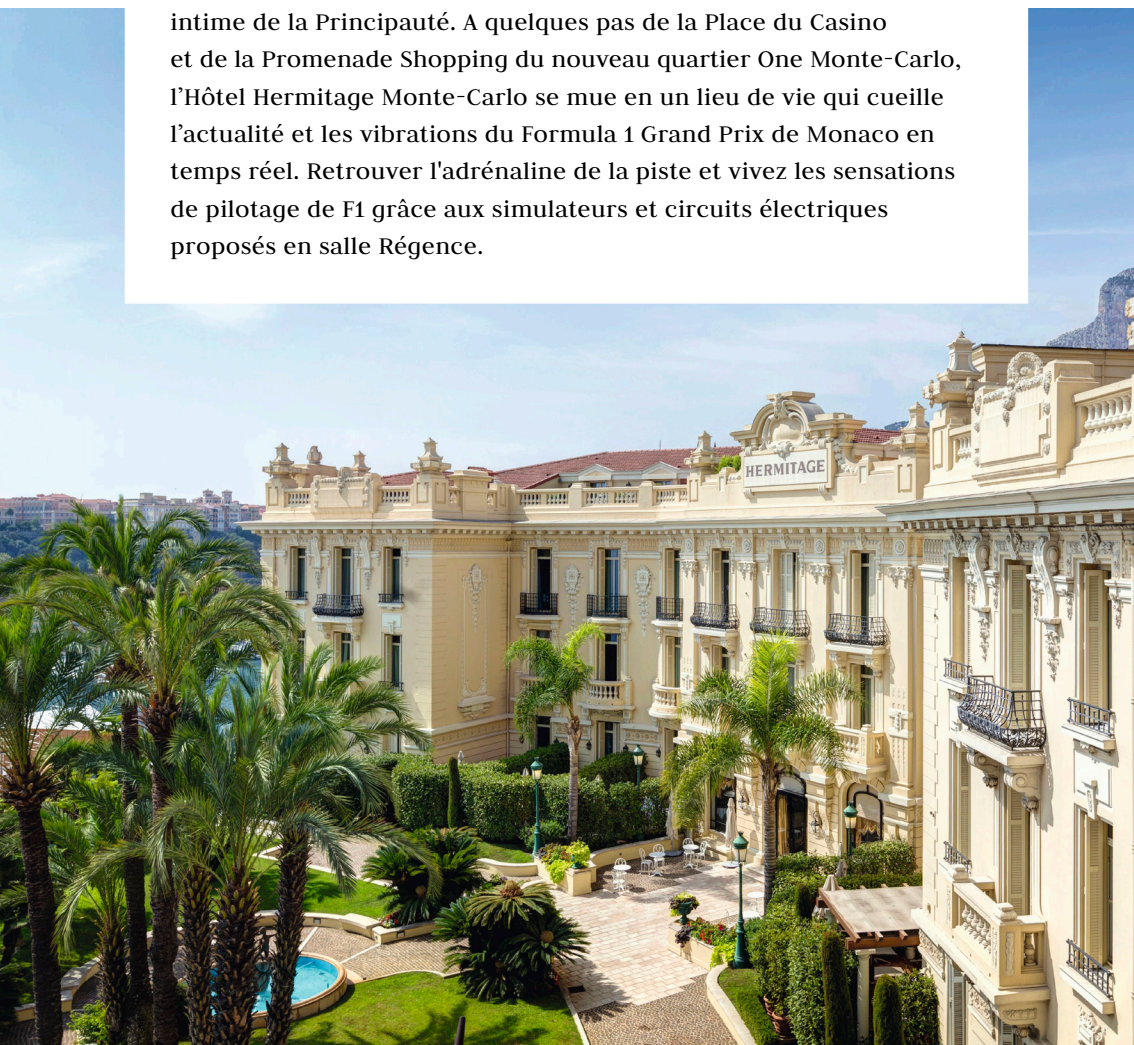 intime de la Principauté. A quelques pas de la Place du Casino
et de la Promenade Shopping du nouveau quartier One Monte-Carlo,
l’Hôtel Hermitage Monte-Carlo se mue en un lieu de vie qui cueille
l’actualité et les vibrations du Formula 1 Grand Prix de Monaco en
temps réel. Retrouver l'adrénaline de la piste et vivez les sensations
de pilotage de F1 grâce aux simulateurs et circuits électriques
proposés en salle Régence.
HERMITAGE